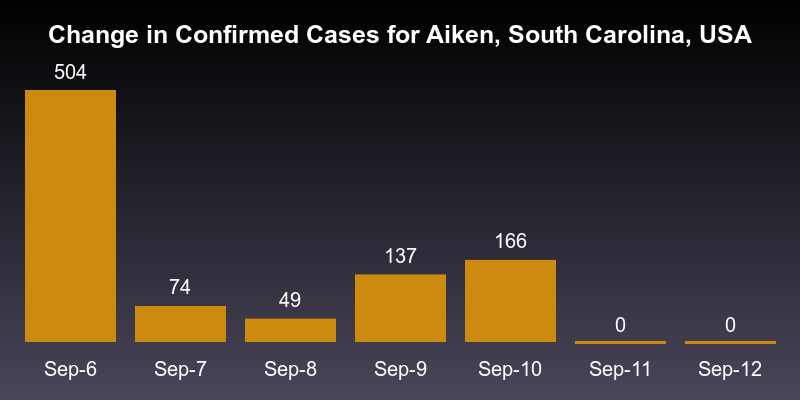 Change in Confirmed Cases for Aiken, South Carolina, USA
504
74
49
137
166
0
0
Sep-6
Sep-7
Sep-8
Sep-9
Sep-10
Sep-11
Sep-12